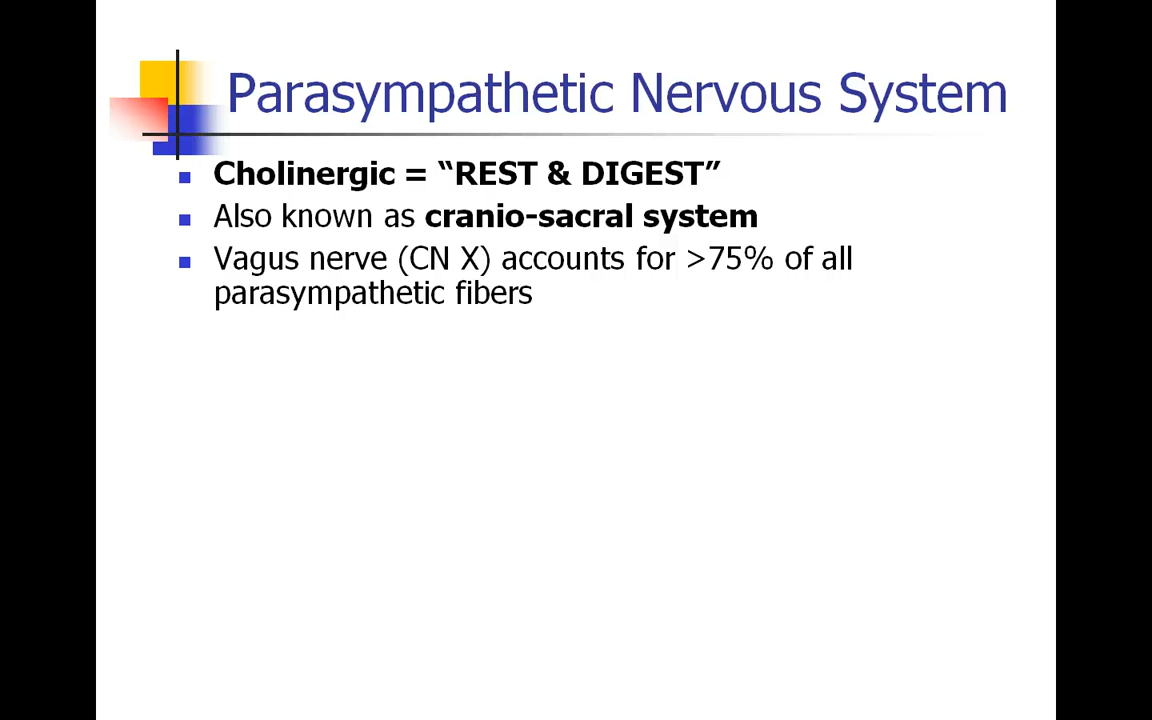 Parasympathetic Nervous System
Cholinergic = “REST & DIGEST”
Also known as cranio-sacral system
Vagus nerve (CN X) accounts for >75% of all
parasympathetic fibers